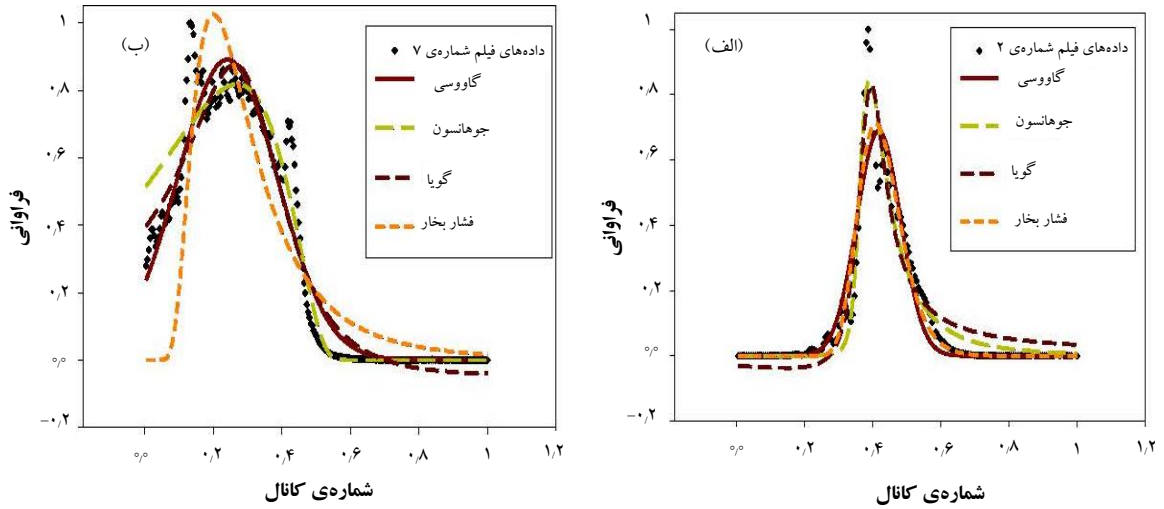 (الف)
داده‌های فیلم شماره‌ی ۲
گاووسی
جوهانسون
گویا
فشار بخار
فراوانی
۱
۰٫۸
۰٫۶
۰٫۴
۰٫۲
۰٫۰
−۰٫۲
۰٫۰ ۰٫۲ ۰٫۴ ۰٫۶ ۰٫۸ ۱ ۱٫۲
شماره‌ی کانال
(ب)
داده‌های فیلم شماره‌ی ۷
گاووسی
جوهانسون
گویا
فشار بخار
فراوانی
۱
۰٫۸
۰٫۶
۰٫۴
۰٫۲
۰٫۰
−۰٫۲
۰٫۰ ۰٫۲ ۰٫۴ ۰٫۶ ۰٫۸ ۱ ۱٫۲
شماره‌ی کانال